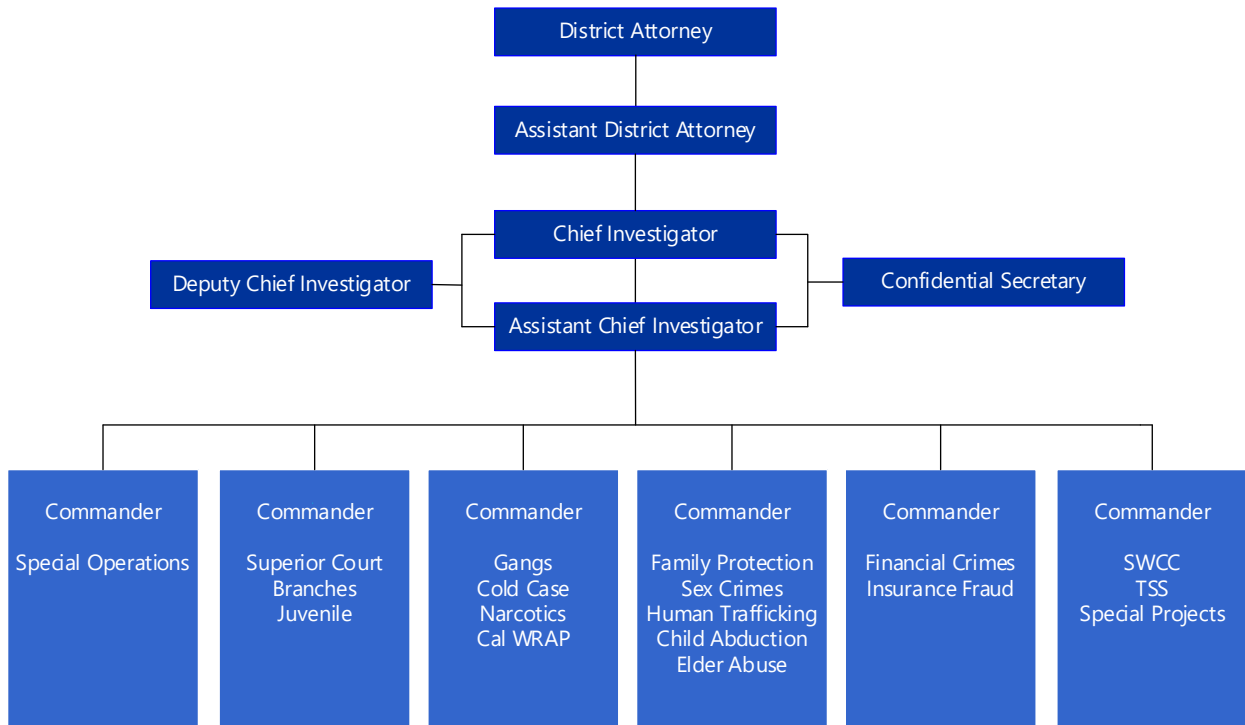 District Attorney
Assistant District Attorney
Chief Investigator
Deputy Chief Investigator
Confidential Secretary
Assistant Chief Investigator
Commander
Special Operations
Commander
Superior Court
Branches
Juvenile
Commander
Gangs
Cold Case
Narcotics
Cal WRAP
Commander
Family Protection
Sex Crimes
Human Trafficking
Child Abduction
Elder Abuse
Commander
Financial Crimes
Insurance Fraud
Commander
SWCC
TSS
Special Projects